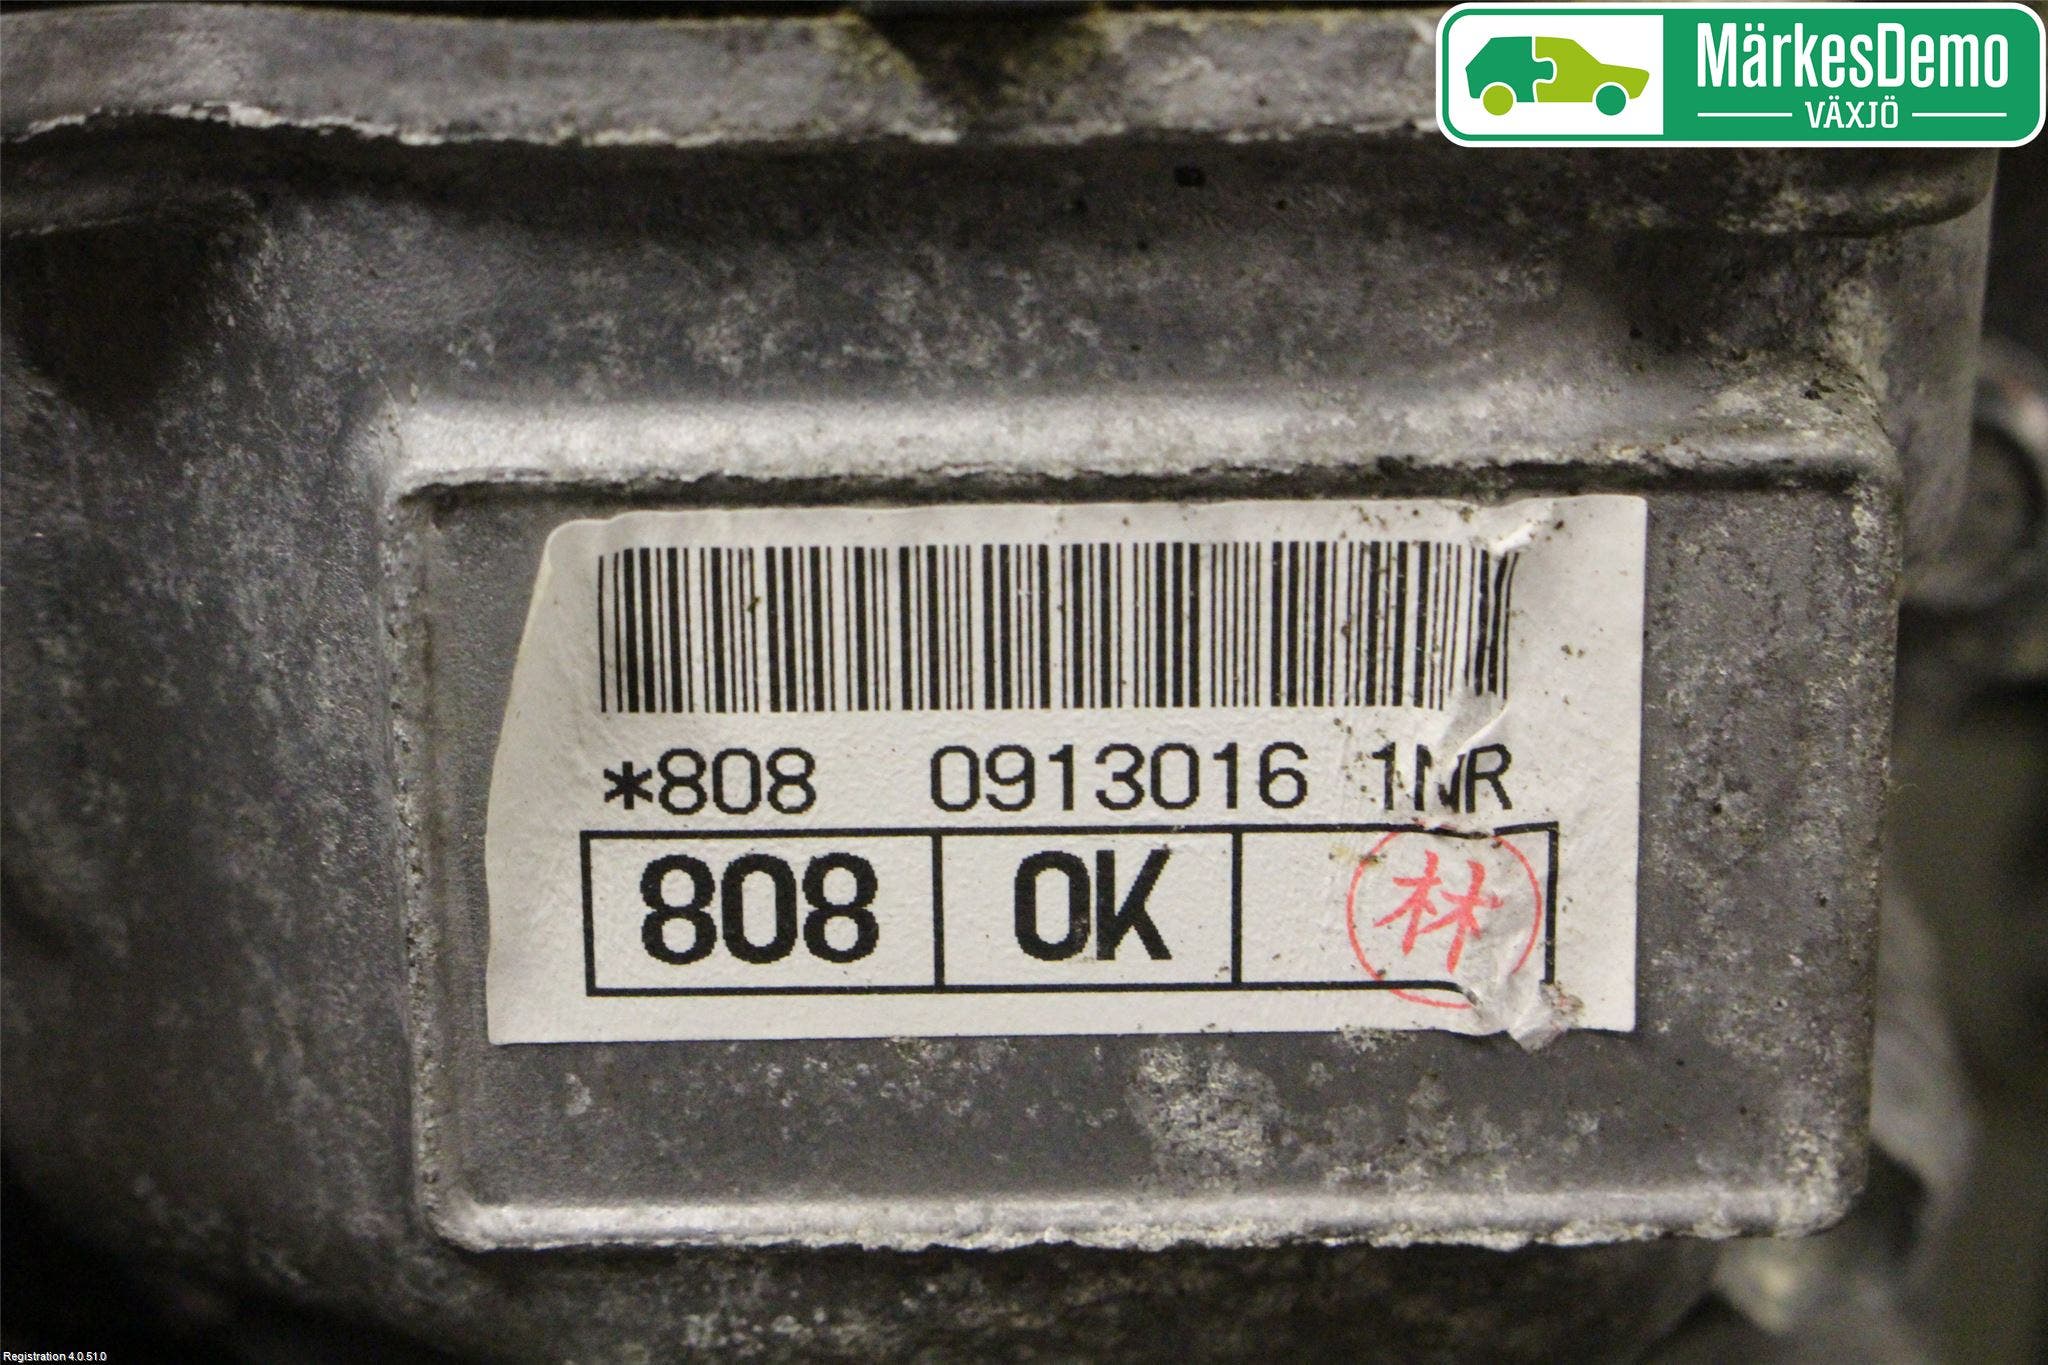 MärkesDemo
VÄXJÖ
*808 0913016 1NR
808 OK 林
Registration 4.0.51.0